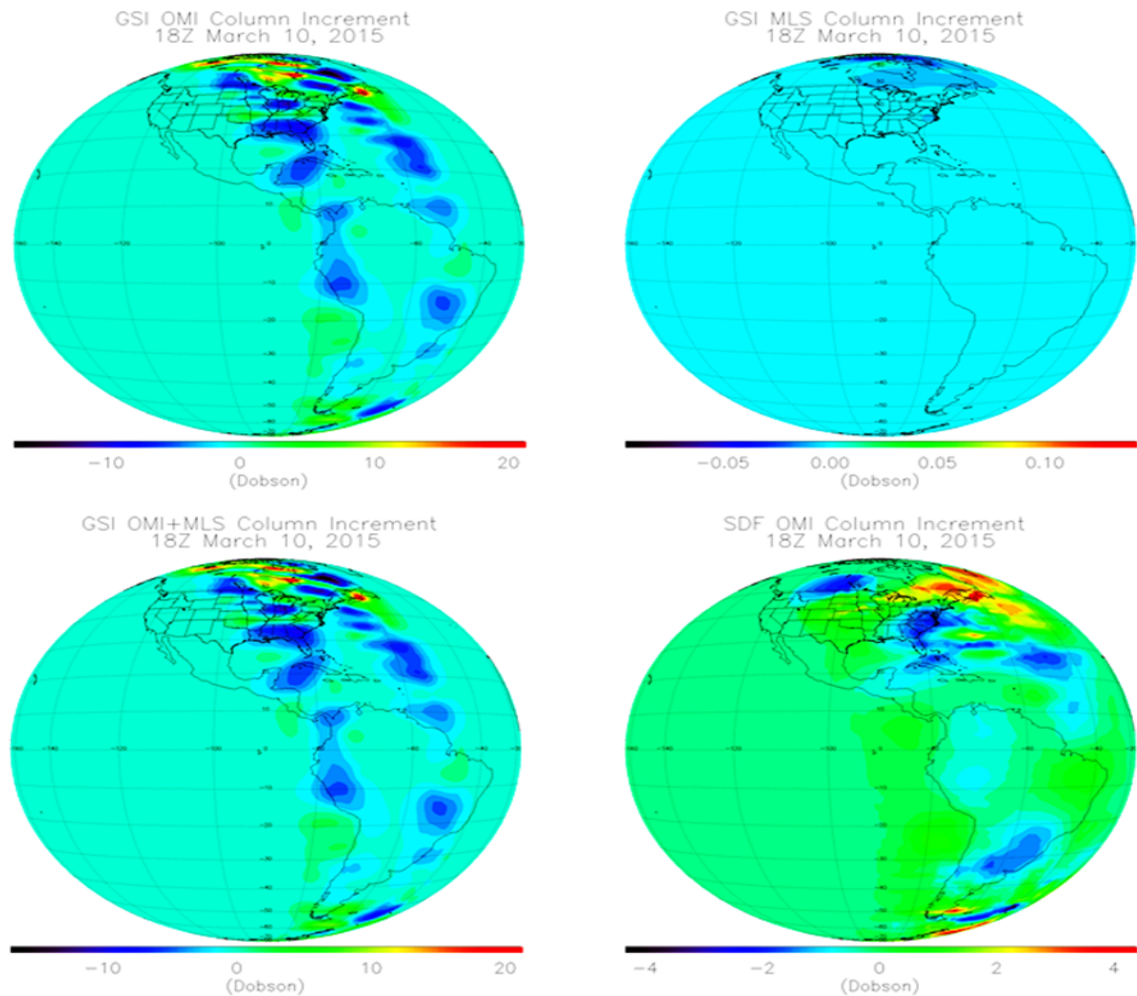 GSI OMI Column Increment
18Z March 10, 2015
-10 0 10 20
(Dobson)
GSI MLS Column Increment
18Z March 10, 2015
-0.05 0.00 0.05 0.10
(Dobson)
GSI OMI+MLS Column Increment
18Z March 10, 2015
-10 0 10 20
(Dobson)
SDF OMI Column Increment
18Z March 10, 2015
-4 -2 0 2 4
(Dobson)